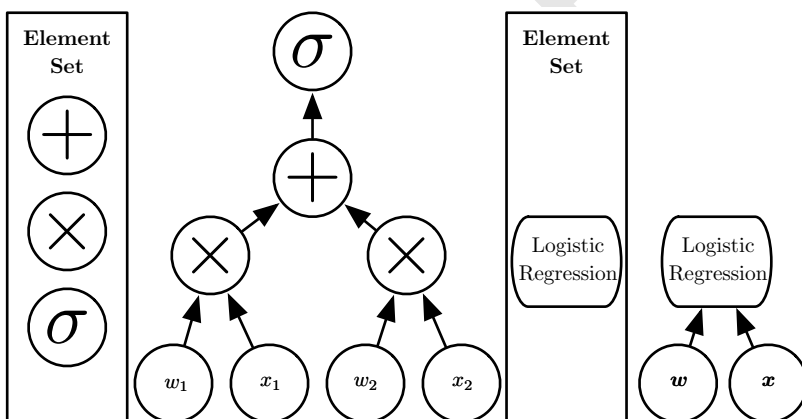 Element
Set
+
×
σ
σ
+
×
×
w₁
x₁
w₂
x₂
Element
Set
Logistic
Regression
Logistic
Regression
w
x